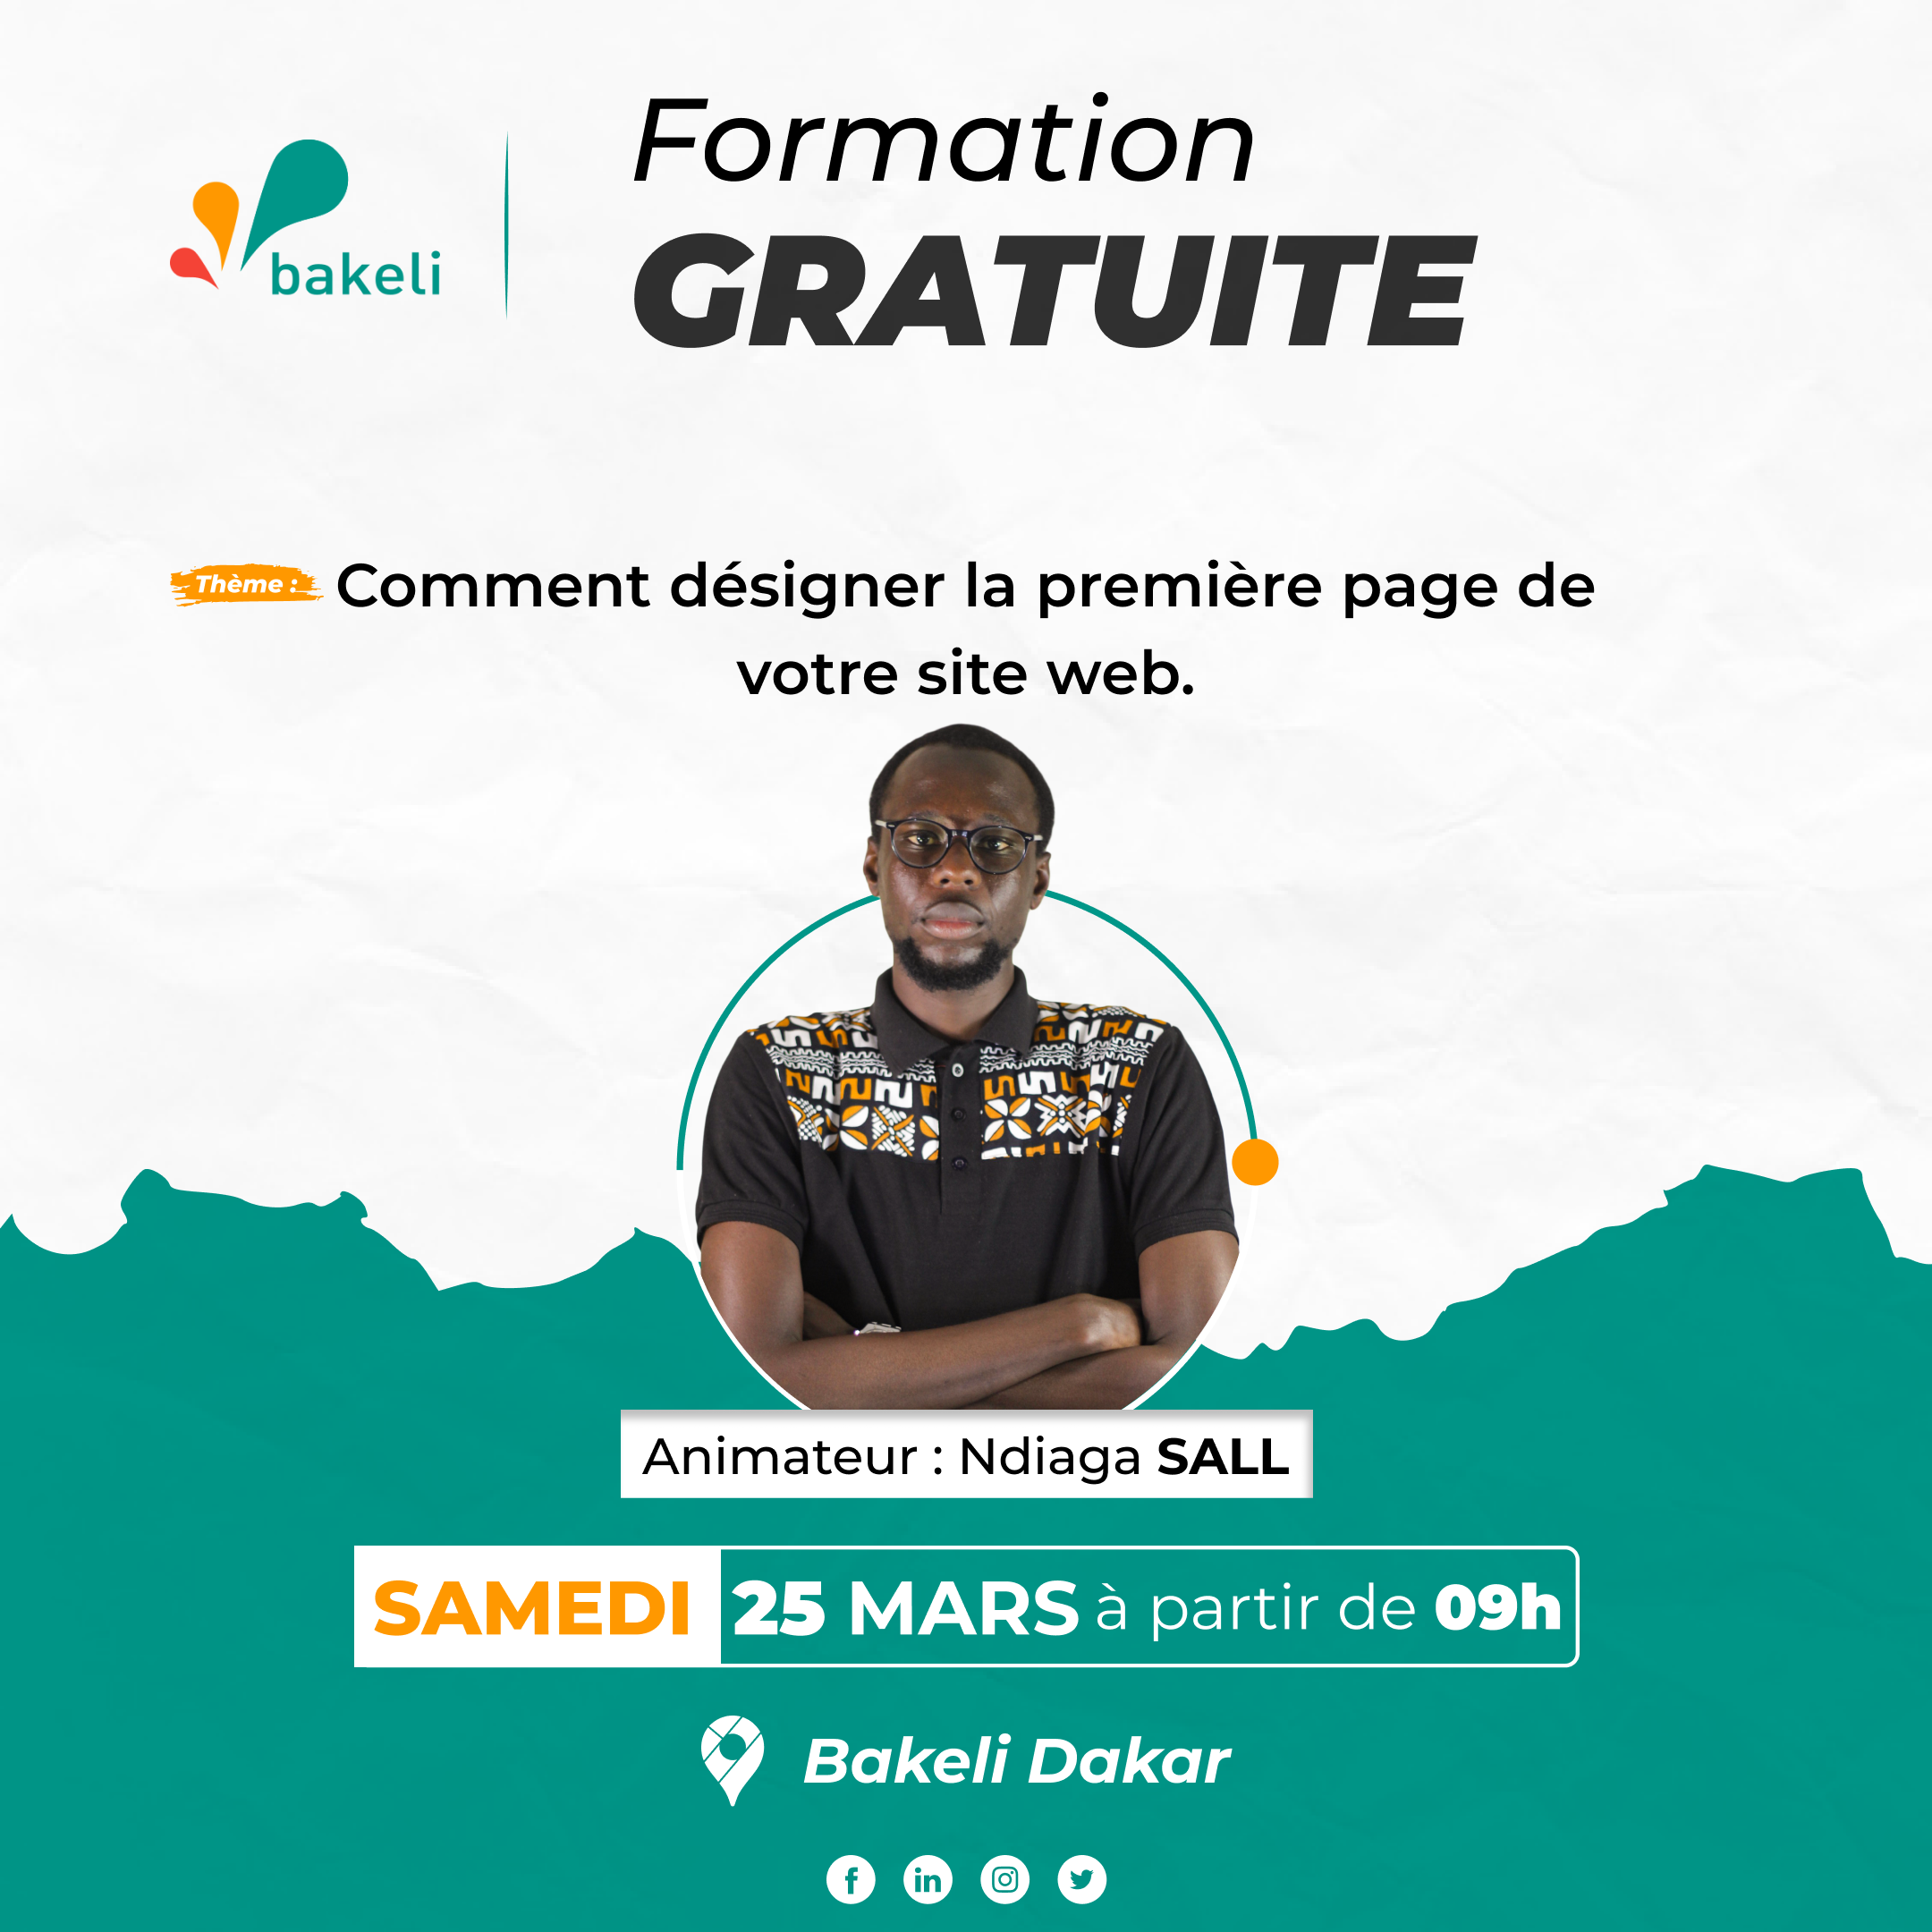 bakeli
Formation
GRATUITE
Thème : Comment désigner la première page de
votre site web.
Animateur : Ndiaga SALL
SAMEDI 25 MARS à partir de 09h
Bakeli Dakar